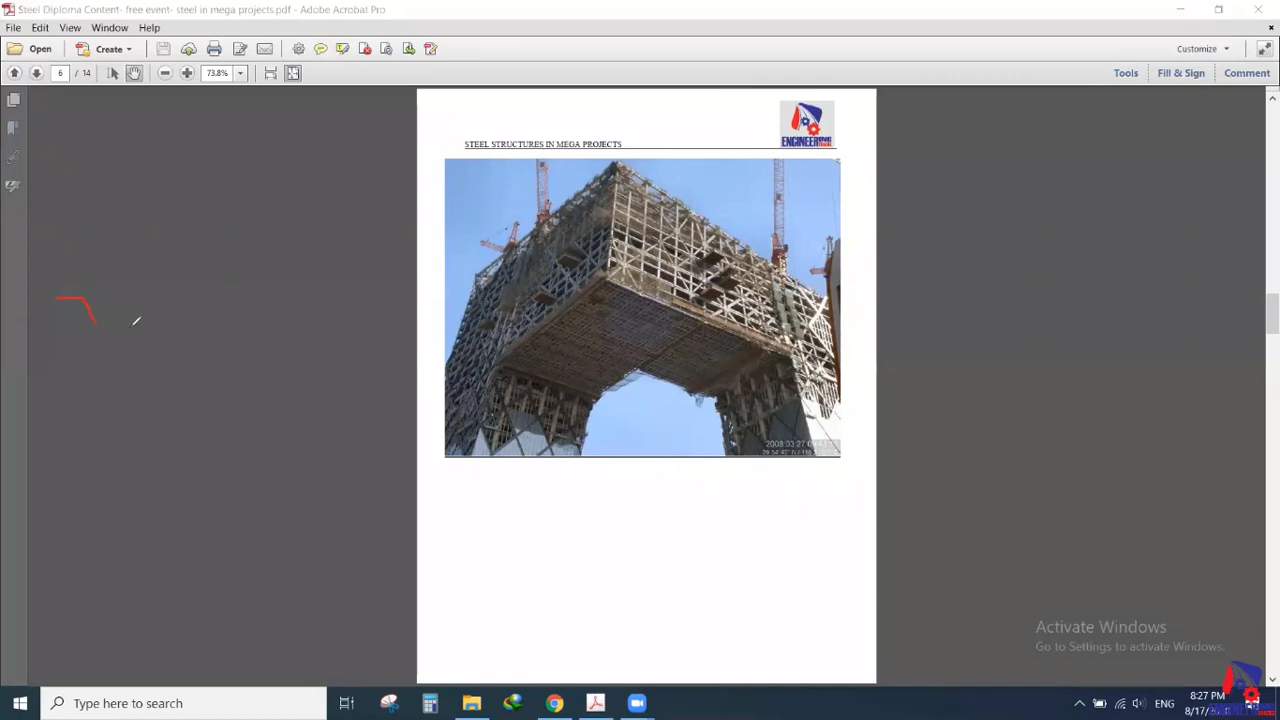 Steel Diploma Content- free event- steel in mega projects.pdf - Adobe Acrobat Pro
File Edit View Window Help
Open Create Customize
6 / 14 73.8% Tools Fill & Sign Comment
ENGINEERING
STEEL STRUCTURES IN MEGA PROJECTS
Activate Windows
Go to Settings to activate Windows.
Type here to search
ENG
8:27 PM